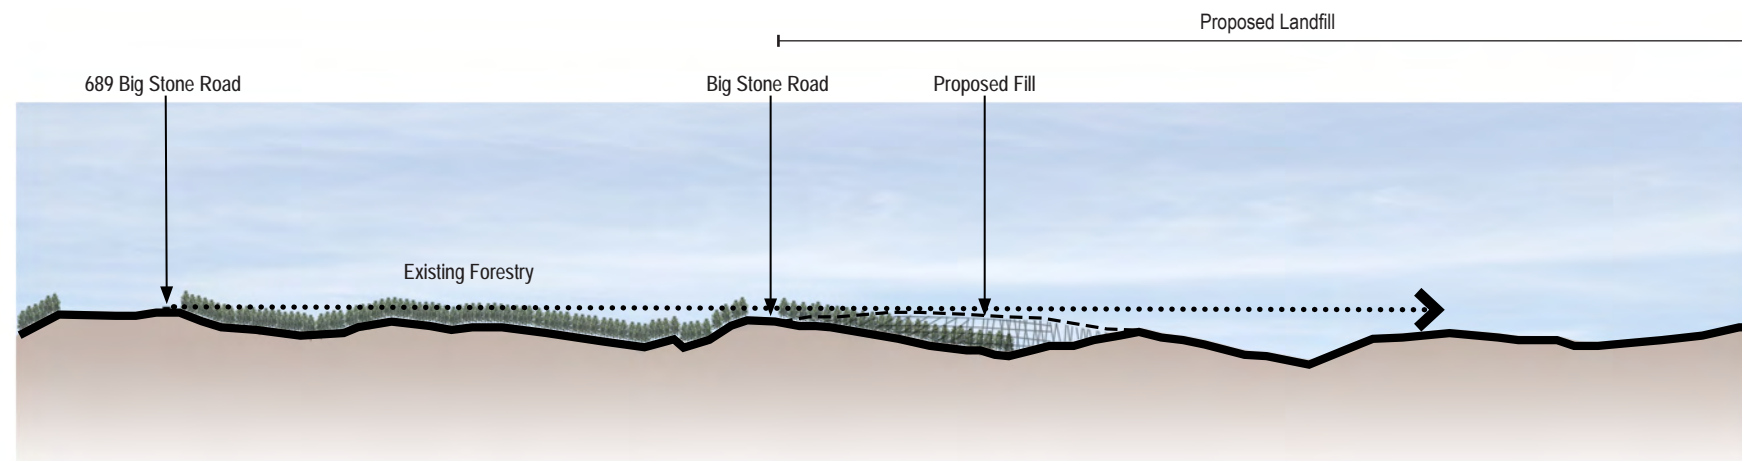 Proposed Landfill
689 Big Stone Road
Big Stone Road
Proposed Fill
Existing Forestry